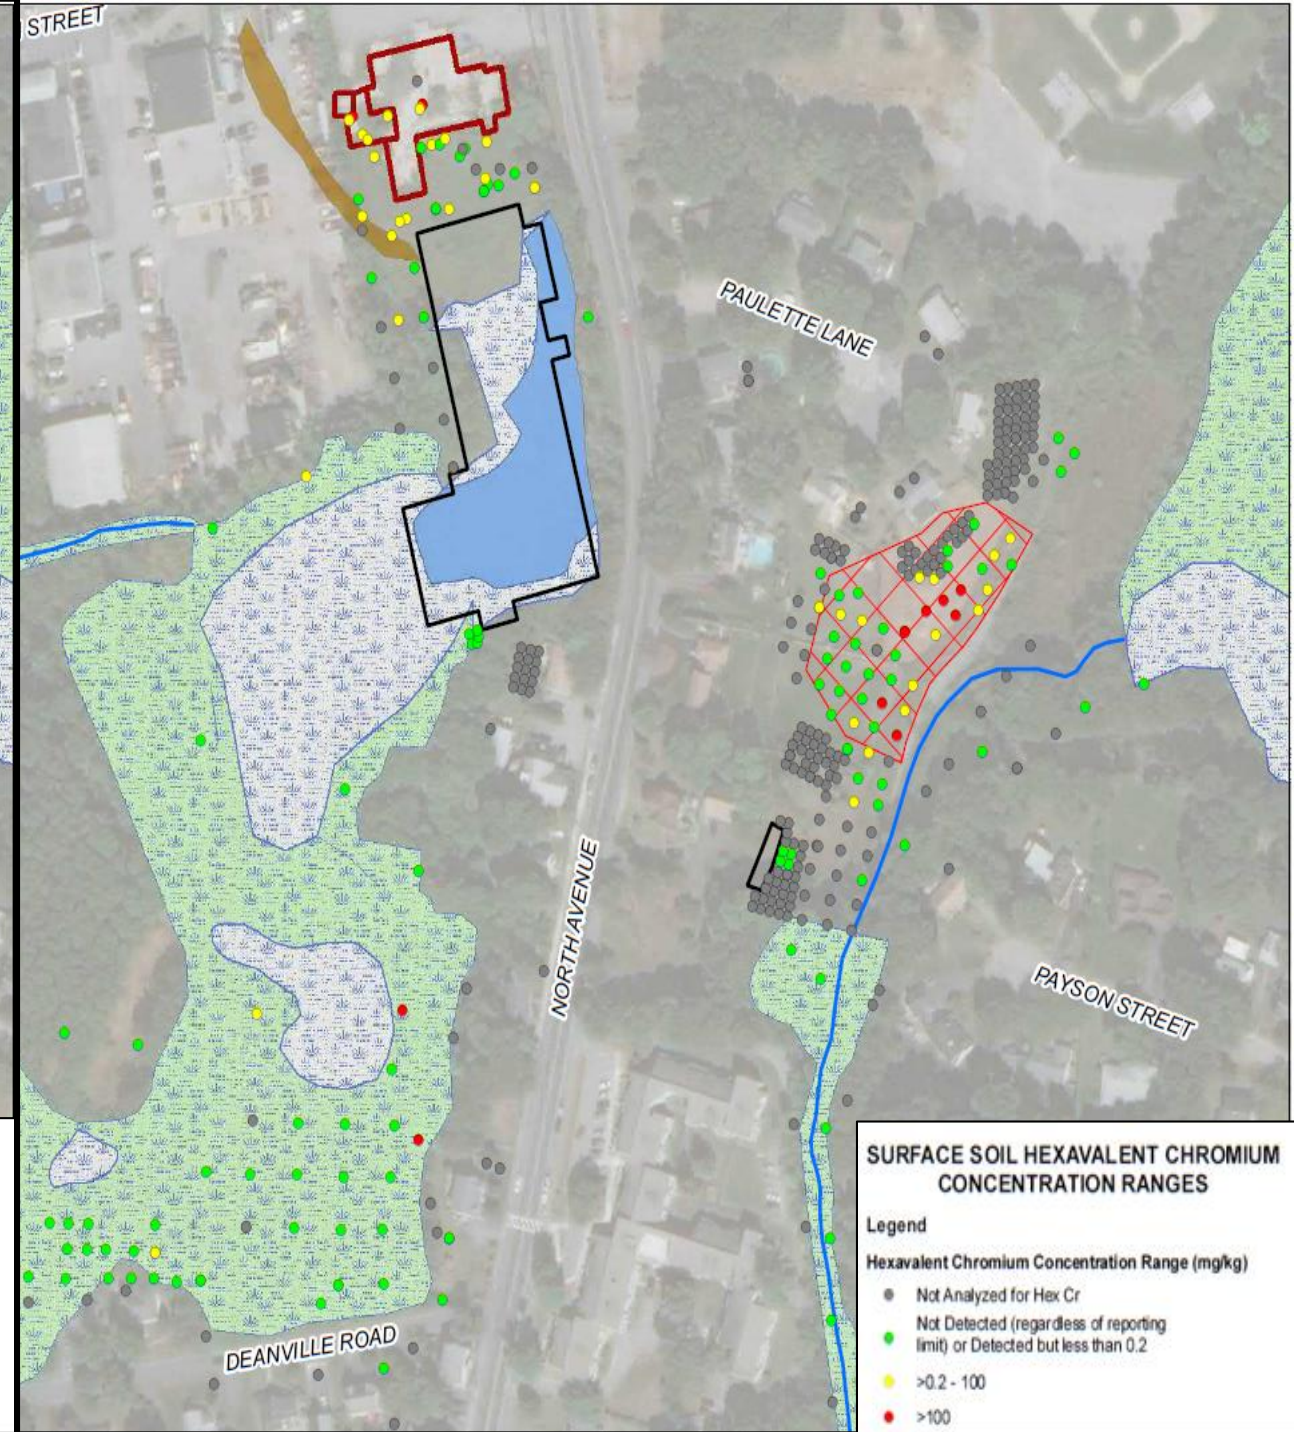 STREET
PAULETTE LANE
NORTH AVENUE
PAYSON STREET
DEANVILLE ROAD
SURFACE SOIL HEXAVALENT CHROMIUM
CONCENTRATION RANGES
Legend
Hexavalent Chromium Concentration Range (mg/kg)
Not Analyzed for Hex Cr
Not Detected (regardless of reporting
limit) or Detected but less than 0.2
>0.2 - 100
>100